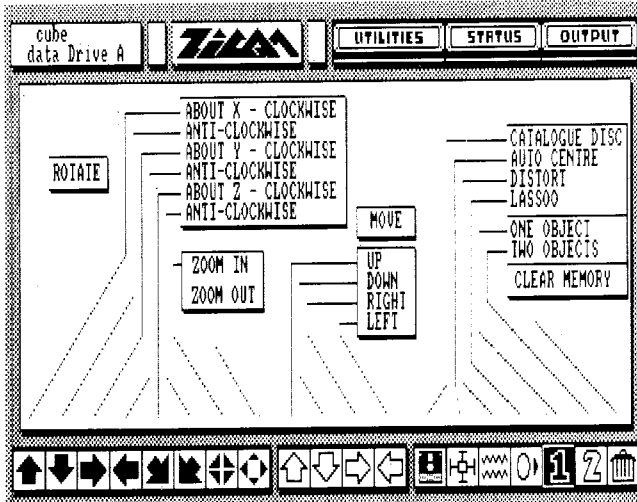 cube
data Drive A
UTILITIES
STATUS
OUTPUT
ROTATE
ABOUT X - CLOCKWISE
ANTI-CLOCKWISE
ABOUT Y - CLOCKWISE
ANTI-CLOCKWISE
ABOUT Z - CLOCKWISE
ANTI-CLOCKWISE
ZOOM IN
ZOOM OUT
MOVE
UP
DOWN
RIGHT
LEFT
CATALOGUE DISC
AUTO CENTRE
DISTORT
LASSOO
ONE OBJECT
TWO OBJECTS
CLEAR MEMORY
1
2